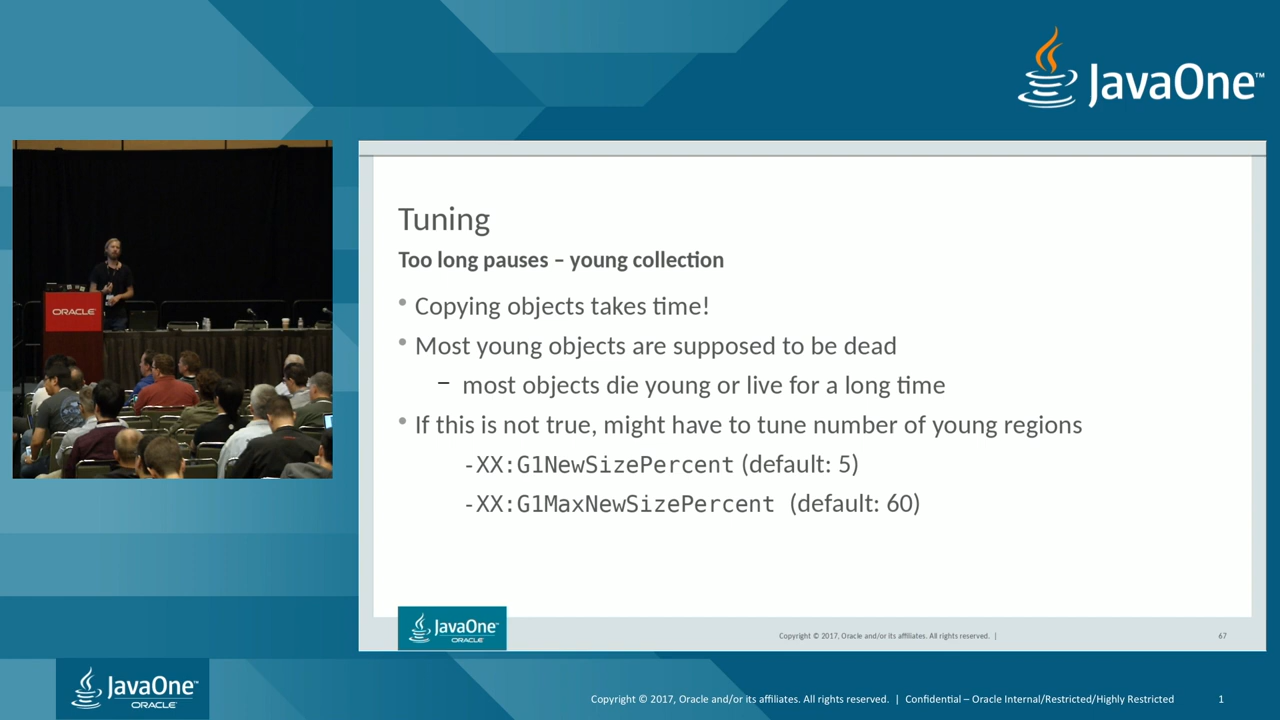 JavaOne™
ORACLE
Tuning
Too long pauses – young collection
• Copying objects takes time!
• Most young objects are supposed to be dead
– most objects die young or live for a long time
• If this is not true, might have to tune number of young regions
-XX:G1NewSizePercent (default: 5)
-XX:G1MaxNewSizePercent (default: 60)
JavaOne™
ORACLE
Copyright © 2017, Oracle and/or its affiliates. All rights reserved. |
67
JavaOne™
ORACLE
Copyright © 2017, Oracle and/or its affiliates. All rights reserved. | Confidential – Oracle Internal/Restricted/Highly Restricted
1